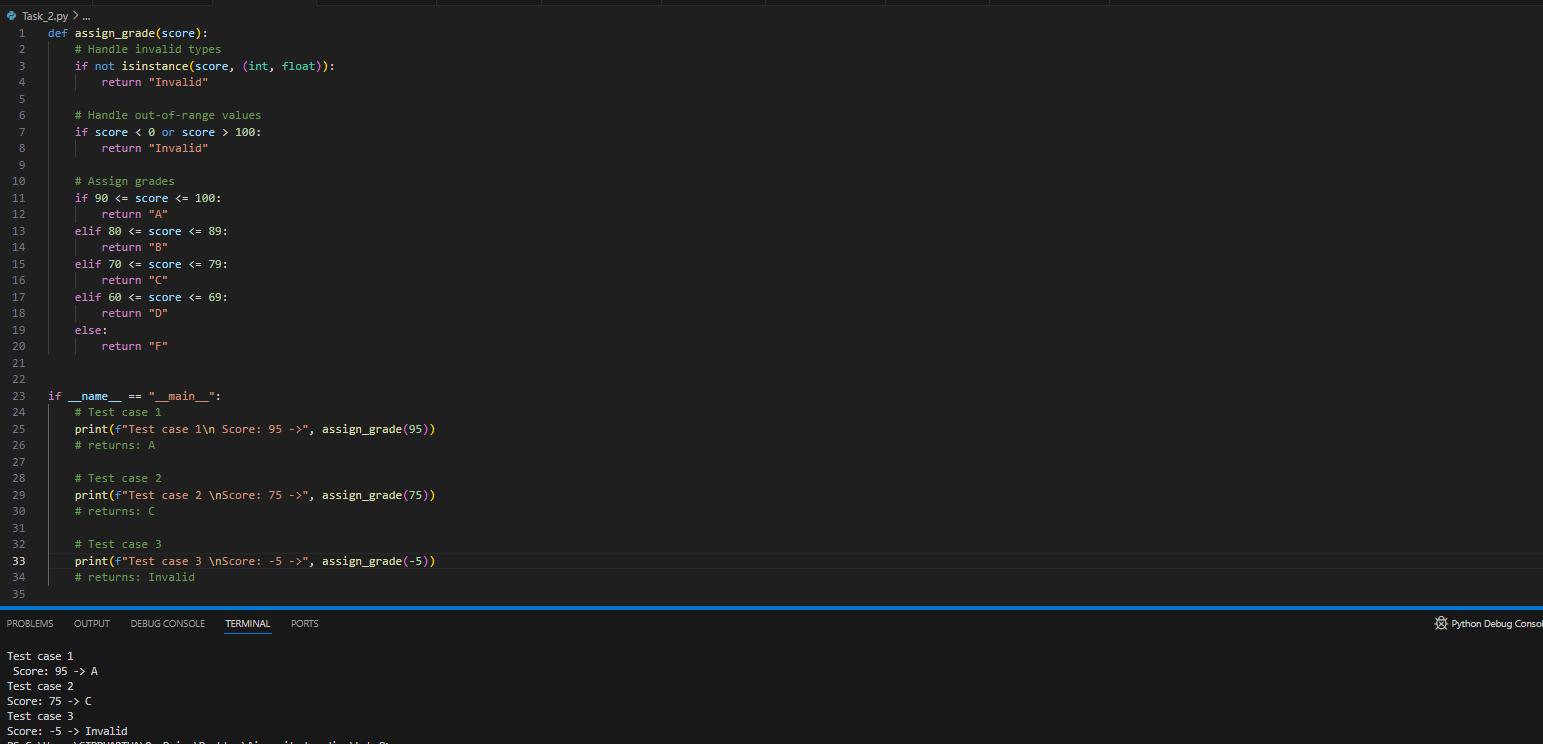 Task_2.py > ...
1 def assign_grade(score):
2     # Handle invalid types
3     if not isinstance(score, (int, float)):
4         return "Invalid"
5
6     # Handle out-of-range values
7     if score < 0 or score > 100:
8         return "Invalid"
9
10     # Assign grades
11     if 90 <= score <= 100:
12         return "A"
13     elif 80 <= score <= 89:
14         return "B"
15     elif 70 <= score <= 79:
16         return "C"
17     elif 60 <= score <= 69:
18         return "D"
19     else:
20         return "F"
21
22
23 if __name__ == "__main__":
24     # Test case 1
25     print(f"Test case 1\n Score: 95 ->", assign_grade(95))
26     # returns: A
27
28     # Test case 2
29     print(f"Test case 2 \nScore: 75 ->", assign_grade(75))
30     # returns: C
31
32     # Test case 3
33     print(f"Test case 3 \nScore: -5 ->", assign_grade(-5))
34     # returns: Invalid
35
PROBLEMS OUTPUT DEBUG CONSOLE TERMINAL PORTS Python Debug Consol
Test case 1
 Score: 95 -> A
Test case 2
Score: 75 -> C
Test case 3
Score: -5 -> Invalid